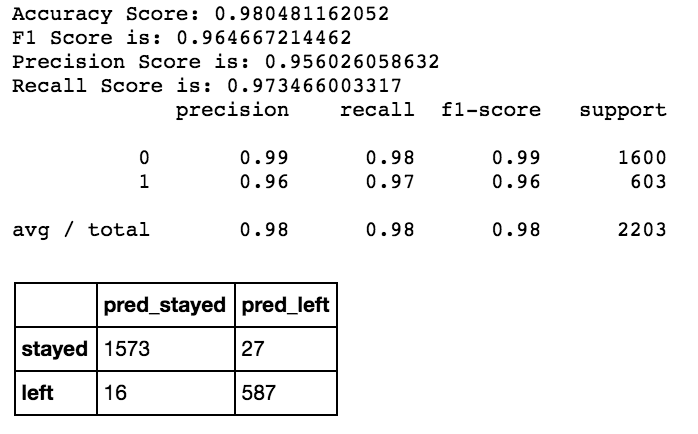 Accuracy Score: 0.980481162052
F1 Score is: 0.964667214462
Precision Score is: 0.956026058632
Recall Score is: 0.973466003317
precision recall f1-score support
0 0.99 0.98 0.99 1600
1 0.96 0.97 0.96 603
avg / total 0.98 0.98 0.98 2203
pred_stayed pred_left
stayed 1573 27
left 16 587